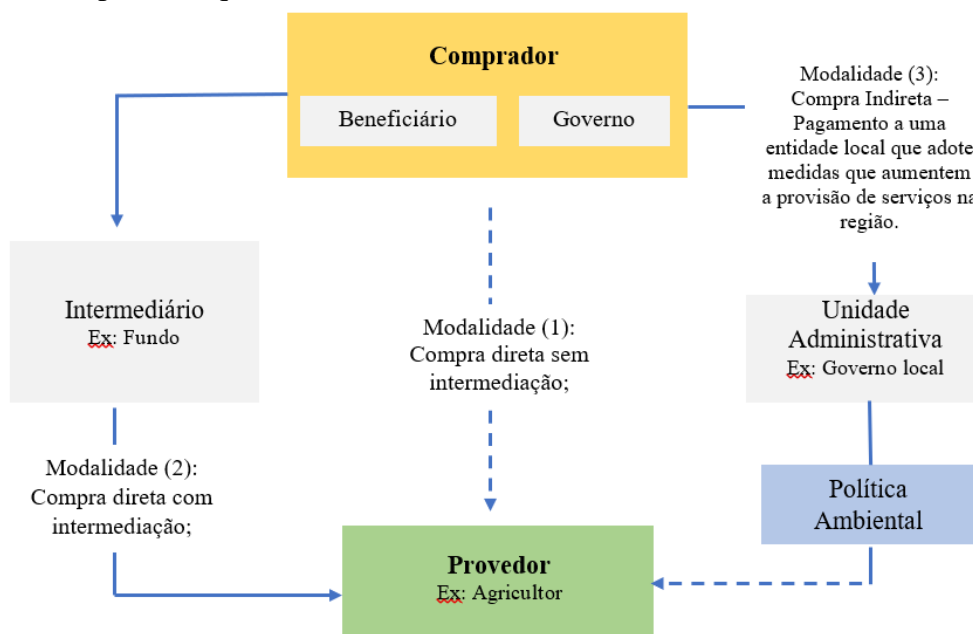 Comprador
Beneficiário
Governo
Modalidade (3):
Compra Indireta –
Pagamento a uma
entidade local que adote
medidas que aumentem
a provisão de serviços na
região.
Intermediário
Ex: Fundo
Modalidade (1):
Compra direta sem
intermediação;
Unidade
Administrativa
Ex: Governo local
Modalidade (2):
Compra direta com
intermediação;
Política
Ambiental
Provedor
Ex: Agricultor